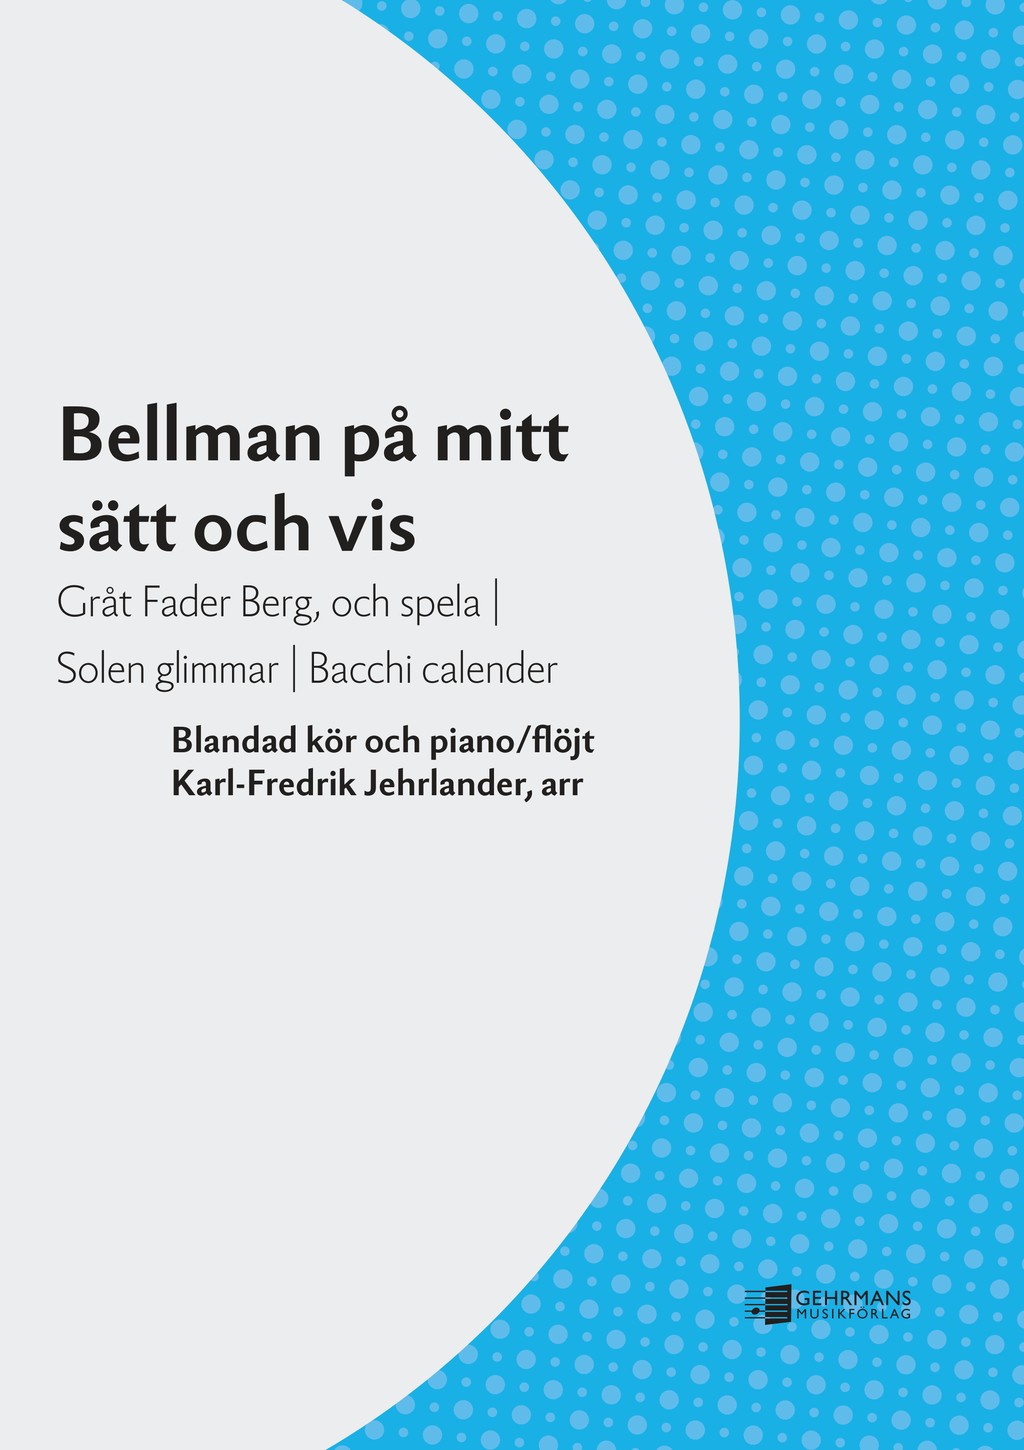 Bellman på mitt
sätt och vis
Gråt Fader Berg, och spela |
Solen glimmar | Bacchi calender
Blandad kör och piano/flöjt
Karl-Fredrik Jehrlander, arr
GEHRMANS
MUSIKFÖRLAG